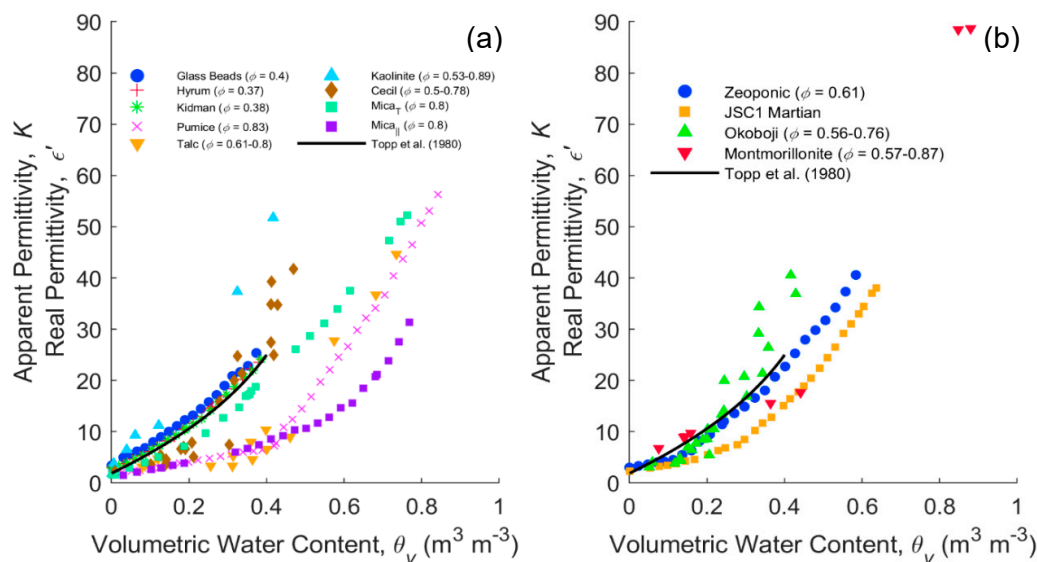 (a)
Apparent Permittivity, K
Real Permittivity, ϵ′
90
80
70
60
50
40
30
20
10
0
Glass Beads (ϕ = 0.4)
Hyrum (ϕ = 0.37)
Kidman (ϕ = 0.38)
Pumice (ϕ = 0.83)
Talc (ϕ = 0.61-0.8)
Kaolinite (ϕ = 0.53-0.89)
Cecil (ϕ = 0.5-0.78)
Mica_T (ϕ = 0.8)
Mica_|| (ϕ = 0.8)
Topp et al. (1980)
0 0.2 0.4 0.6 0.8 1
Volumetric Water Content, θ_v (m³ m⁻³)
(b)
Apparent Permittivity, K
Real Permittivity, ϵ′
90
80
70
60
50
40
30
20
10
0
Zeoponic (ϕ = 0.61)
JSC1 Martian
Okoboji (ϕ = 0.56-0.76)
Montmorillonite (ϕ = 0.57-0.87)
Topp et al. (1980)
0 0.2 0.4 0.6 0.8 1
Volumetric Water Content, θ_v (m³ m⁻³)